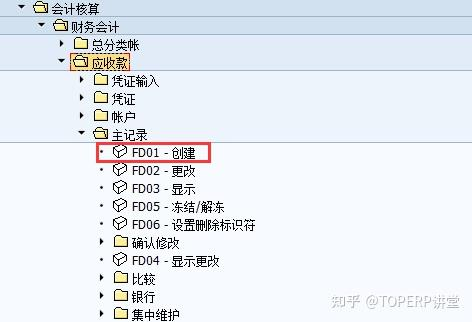 会计核算
财务会计
总分类帐
应收款
凭证输入
凭证
帐户
主记录
FD01 - 创建
FD02 - 更改
FD03 - 显示
FD05 - 冻结/解冻
FD06 - 设置删除标识符
确认修改
FD04 - 显示更改
比较
银行
集中维护
知乎 @TOPERP讲堂